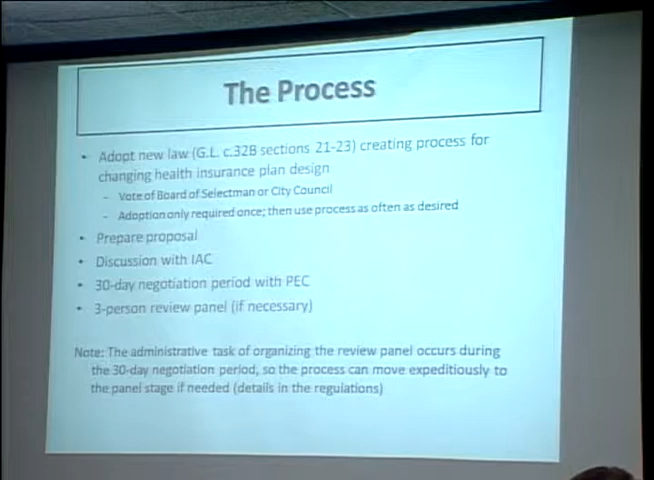 The Process
• Adopt new law (G.L. c.32B sections 21-23) creating process for
changing health insurance plan design
– Vote of Board of Selectman or City Council
– Adoption only required once; then use process as often as desired
• Prepare proposal
• Discussion with IAC
• 30-day negotiation period with PEC
• 3-person review panel (if necessary)
Note: The administrative task of organizing the review panel occurs during
the 30-day negotiation period, so the process can move expeditiously to
the panel stage if needed (details in the regulations)